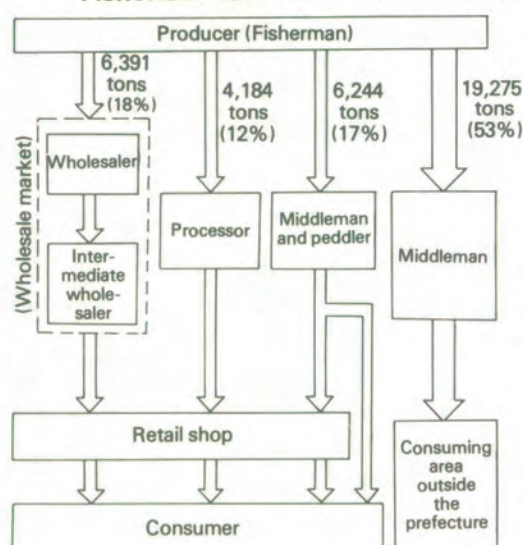 Producer (Fisherman)
6,391
tons
(18%)
4,184
tons
(12%)
6,244
tons
(17%)
19,275
tons
(53%)
(Wholesale market)
Wholesaler
Inter-
mediate
whole-
saler
Processor
Middleman
and peddler
Middleman
Retail shop
Consuming
area
outside
the
prefecture
Consumer